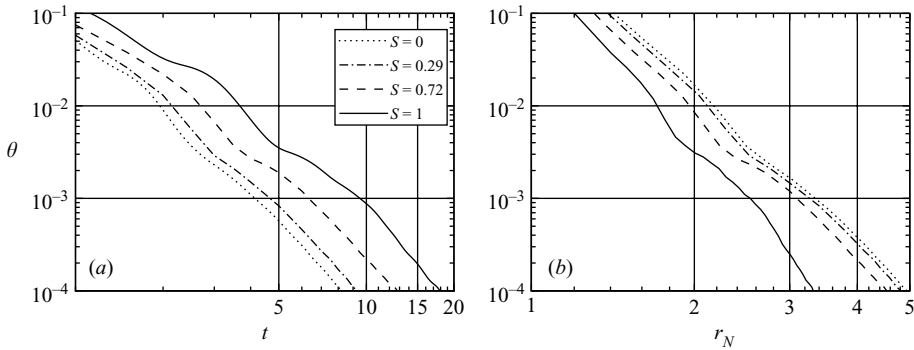 10⁻¹
10⁻²
θ
10⁻³
10⁻⁴
S = 0
S = 0.29
S = 0.72
S = 1
(a)
5 10 15 20
t
10⁻¹
10⁻²
10⁻³
10⁻⁴
(b)
1 2 3 4 5
r_N